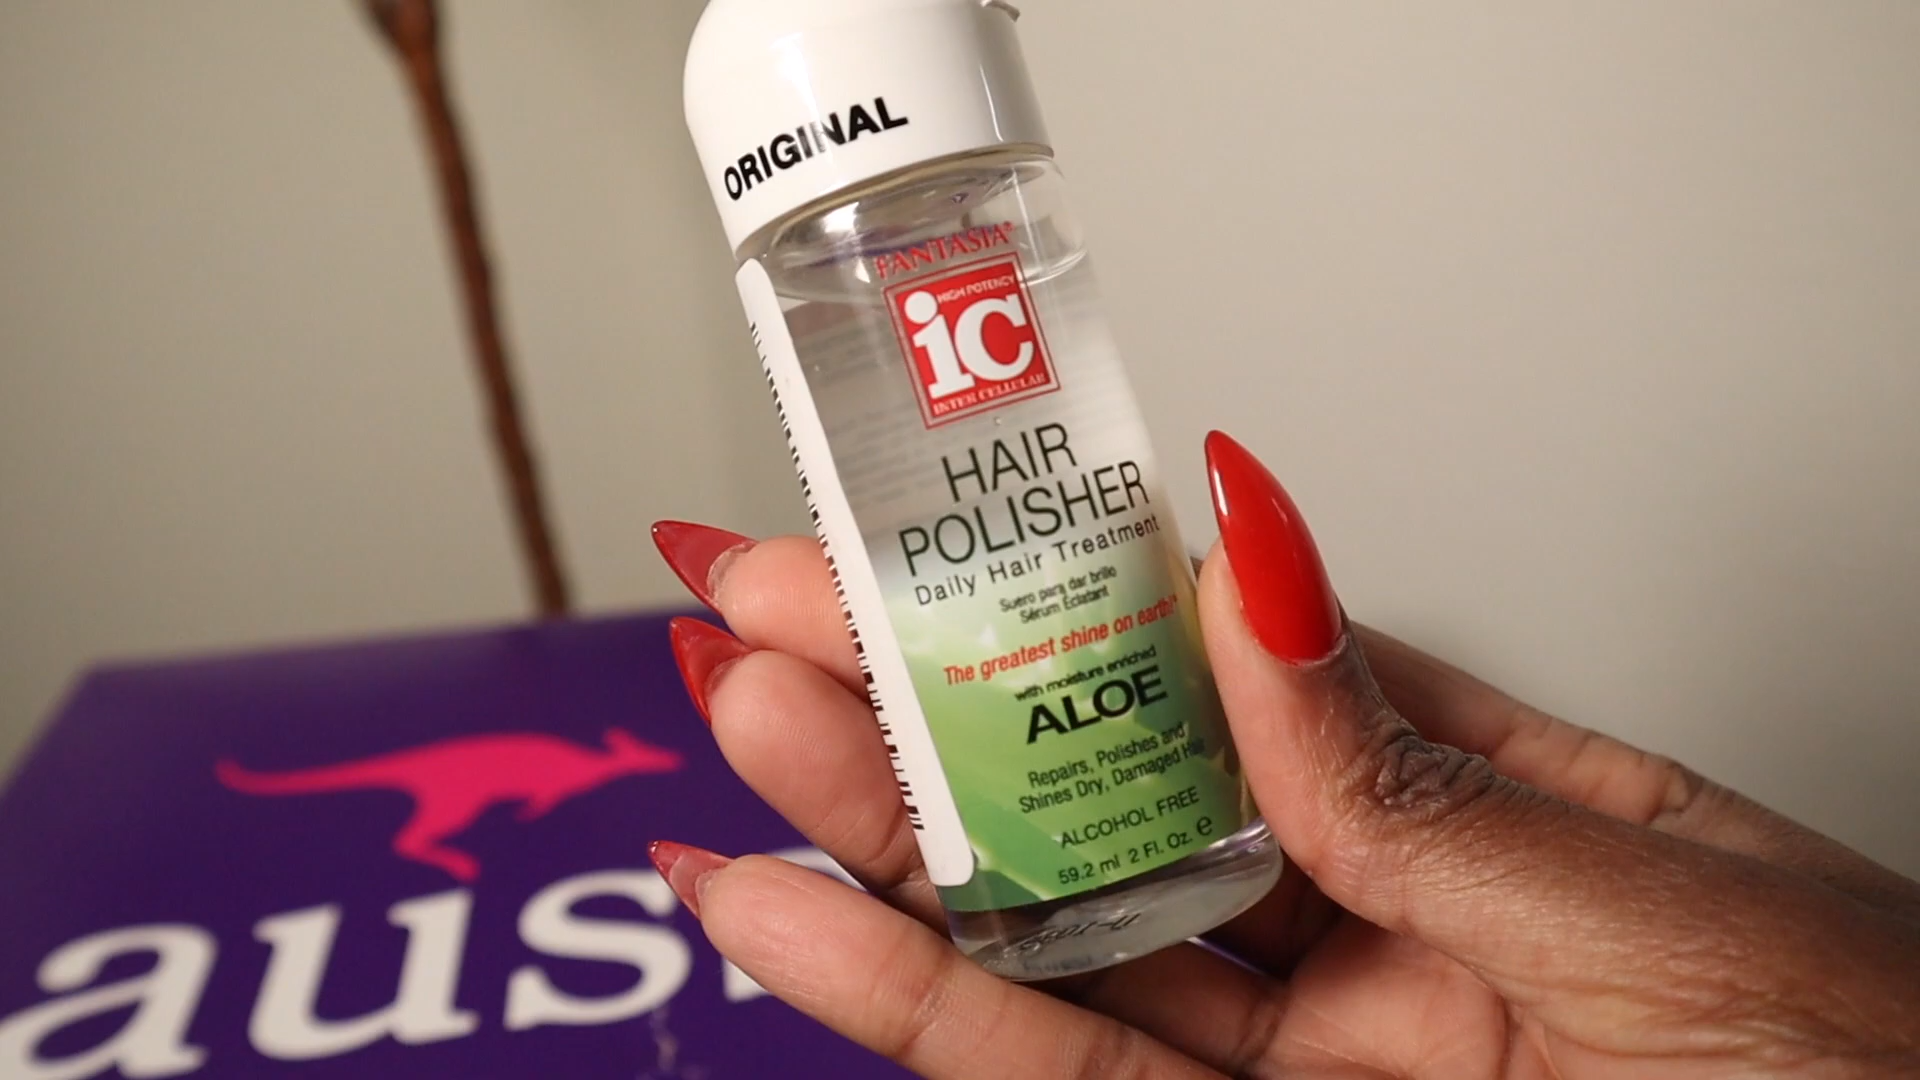 ORIGINAL
FANTASIA®
HIGH POTENCY
ic
INTER CELLULAR
HAIR
POLISHER
Daily Hair Treatment
Suero para dar brillo
Sérum Éclatant
The greatest shine on earth!*
with moisture enriched
ALOE
Repairs, Polishes and
Shines Dry, Damaged Hair
ALCOHOL FREE
59.2 ml 2 Fl. Oz. ℮
aus